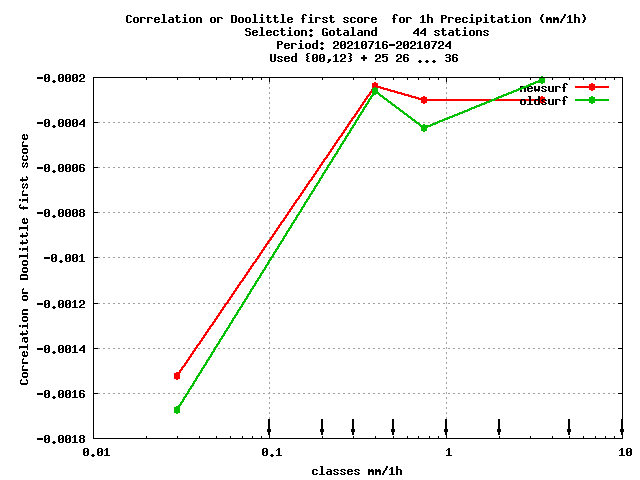 Correlation or Doolittle first score  for 1h Precipitation (mm/1h)
Selection: Gotaland     44 stations
Period: 20210716-20210724
Used {00,12} + 25 26 ... 36
newsurf
oldsurf
Correlation or Doolittle first score
-0.0002
-0.0004
-0.0006
-0.0008
-0.001
-0.0012
-0.0014
-0.0016
-0.0018
0.01
0.1
1
10
classes mm/1h